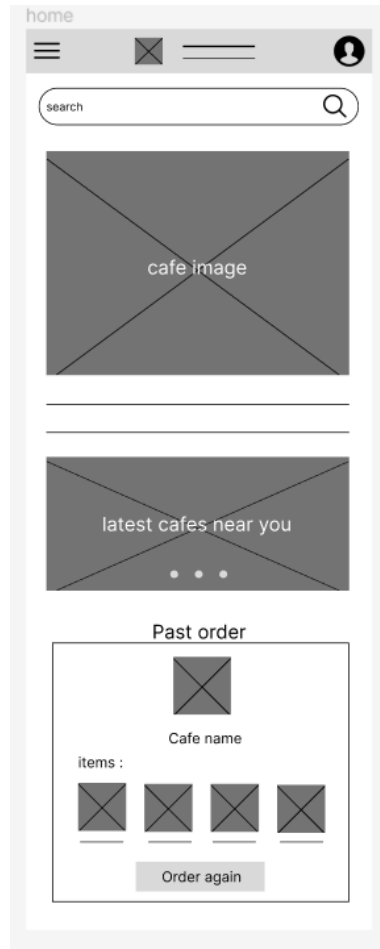 home
search
cafe image
latest cafes near you
Past order
Cafe name
items :
Order again